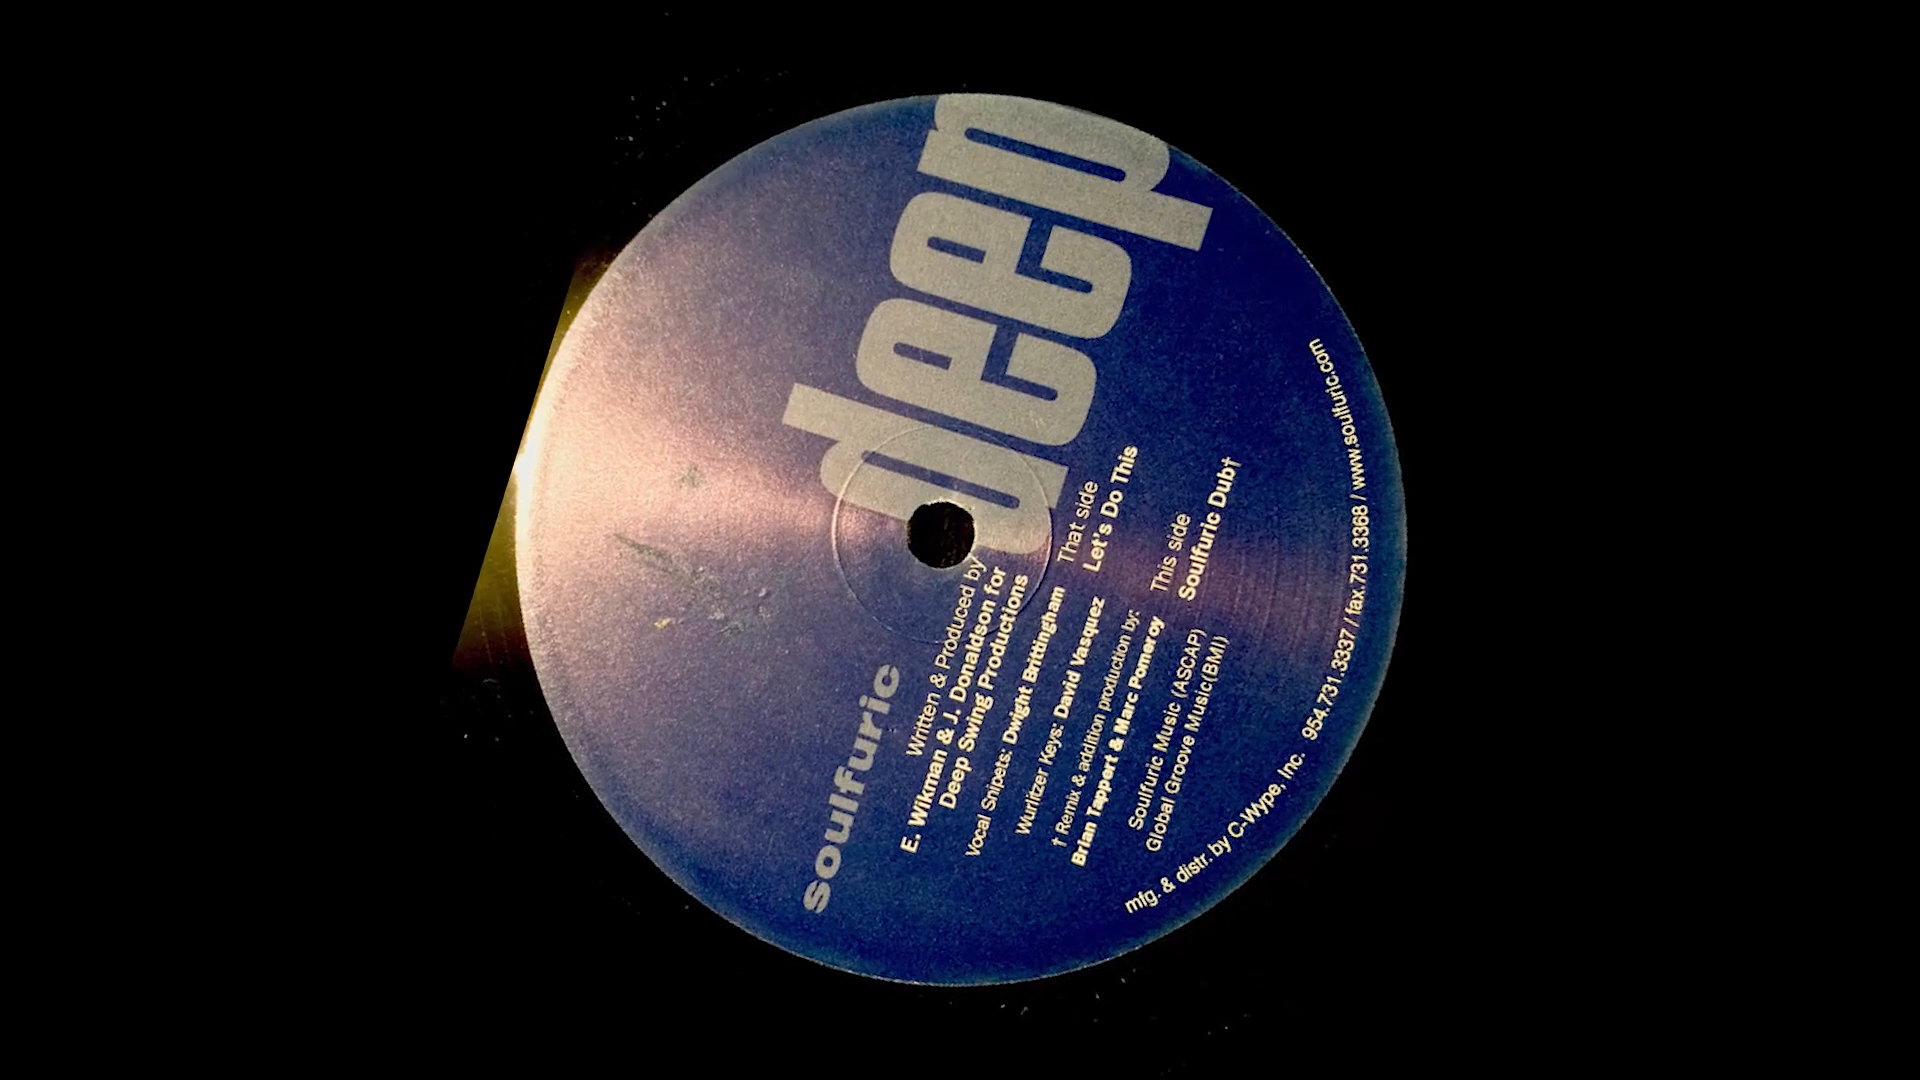 soulfuric
deep
Written & Produced by
E. Wikman & J. Donaldson for
Deep Swing Productions
Vocal Snipets: Dwight Brittingham
Wurlitzer Keys: David Vasquez
† Remix & addition production by:
Brian Tappert & Marc Pomeroy
Soulfuric Music (ASCAP)
Global Groove Music(BMI)
That side
Let's Do This
This side
Soulfuric Dub†
mfg. & distr. by C-Wype, Inc. 954.731.3337 / fax.731.3368 / www.soulfuric.com